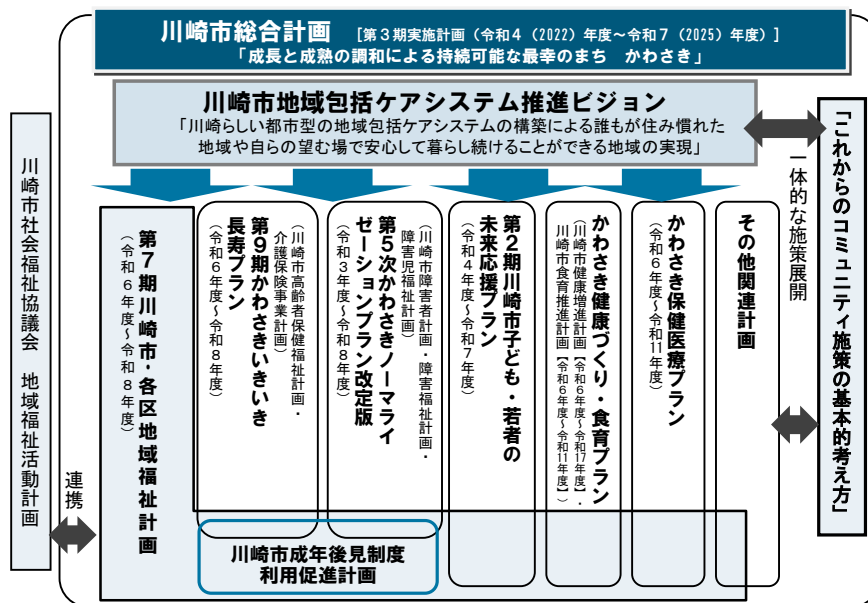 川崎市総合計画 [第３期実施計画（令和４（2022）年度～令和７（2025）年度）]
「成長と成熟の調和による持続可能な最幸のまち　かわさき」
川崎市地域包括ケアシステム推進ビジョン
「川崎らしい都市型の地域包括ケアシステムの構築による誰もが住み慣れた
地域や自らの望む場で安心して暮らし続けることができる地域の実現」
「これからのコミュニティ施策の基本的考え方」
一体的な施策展開
その他関連計画
かわさき保健医療プラン
（令和６年度～令和11年度）
かわさき健康づくり・食育プラン
（川崎市健康増進計画【令和６年度～令和17年度】・
川崎市食育推進計画【令和６年度～令和11年度】）
第２期川崎市子ども・若者の
未来応援プラン
（令和４年度～令和７年度）
（川崎市障害者計画・障害福祉計画・
障害児福祉計画）
第５次かわさきノーマライ
ゼーションプラン改定版
（令和３年度～令和８年度）
（川崎市高齢者保健福祉計画・
介護保険事業計画）
第９期かわさきいきいき
長寿プラン
（令和６年度～令和８年度）
第７期川崎市・各区地域福祉計画
（令和６年度～令和８年度）
川崎市成年後見制度
利用促進計画
連携
川崎市社会福祉協議会　地域福祉活動計画